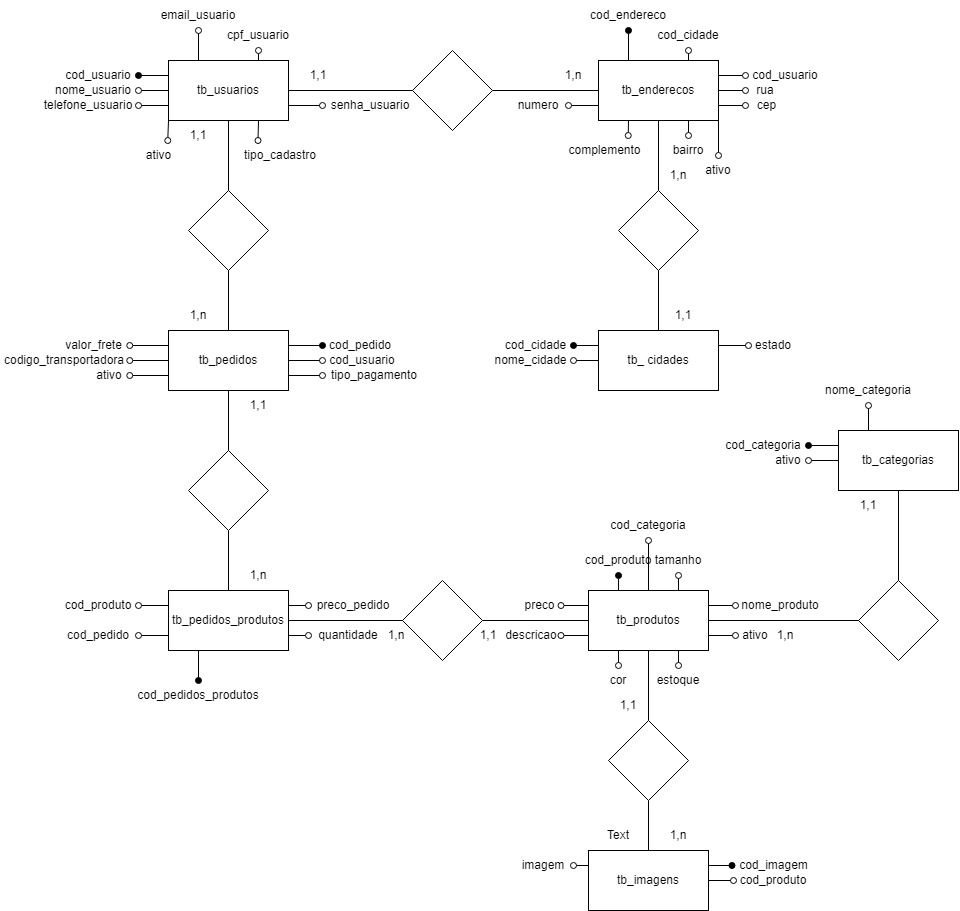 email_usuario
cod_endereco
cpf_usuario
cod_cidade
cod_usuario
1,1
1,n
cod_usuario
nome_usuario
tb_usuarios
tb_enderecos
rua
telefone_usuario
senha_usuario
numero
cep
1,1
ativo
tipo_cadastro
complemento
bairro
ativo
1,n
1,n
1,1
valor_frete
cod_pedido
cod_cidade
estado
codigo_transportadora
tb_pedidos
cod_usuario
nome_cidade
tb_ cidades
ativo
tipo_pagamento
nome_categoria
1,1
cod_categoria
ativo
tb_categorias
1,1
cod_categoria
cod_produto
tamanho
1,n
cod_produto
preco_pedido
preco
nome_produto
tb_pedidos_produtos
tb_produtos
cod_pedido
quantidade
1,n
1,1
descricao
ativo
1,n
cor
estoque
cod_pedidos_produtos
1,1
Text
1,n
imagem
cod_imagem
tb_imagens
cod_produto